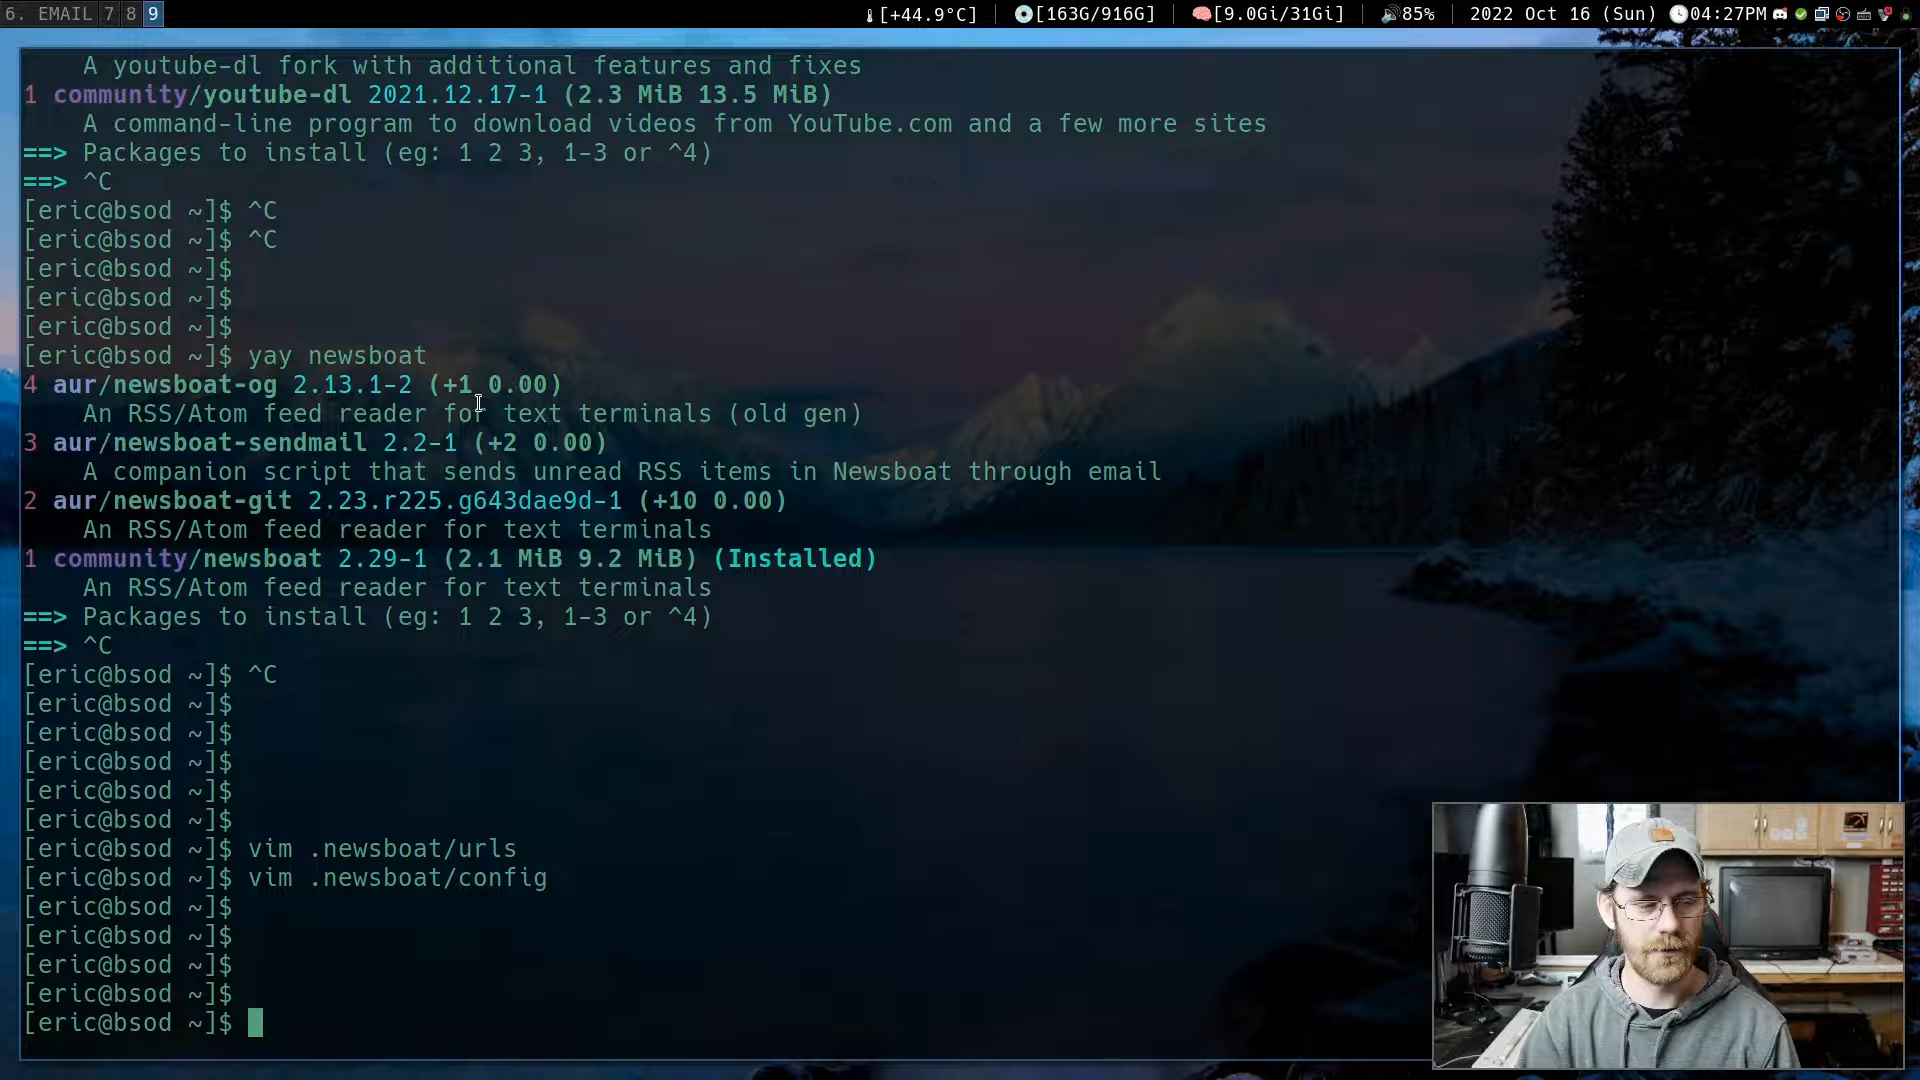 6. EMAIL 7 8 9 [+44.9°C] [163G/916G] [9.0Gi/31Gi] 85% 2022 Oct 16 (Sun) 04:27PM
A youtube-dl fork with additional features and fixes
1 community/youtube-dl 2021.12.17-1 (2.3 MiB 13.5 MiB)
A command-line program to download videos from YouTube.com and a few more sites
==> Packages to install (eg: 1 2 3, 1-3 or ^4)
==> ^C
[eric@bsod ~]$ ^C
[eric@bsod ~]$ ^C
[eric@bsod ~]$
[eric@bsod ~]$
[eric@bsod ~]$
[eric@bsod ~]$ yay newsboat
4 aur/newsboat-og 2.13.1-2 (+1 0.00)
An RSS/Atom feed reader for text terminals (old gen)
3 aur/newsboat-sendmail 2.2-1 (+2 0.00)
A companion script that sends unread RSS items in Newsboat through email
2 aur/newsboat-git 2.23.r225.g643dae9d-1 (+10 0.00)
An RSS/Atom feed reader for text terminals
1 community/newsboat 2.29-1 (2.1 MiB 9.2 MiB) (Installed)
An RSS/Atom feed reader for text terminals
==> Packages to install (eg: 1 2 3, 1-3 or ^4)
==> ^C
[eric@bsod ~]$ ^C
[eric@bsod ~]$
[eric@bsod ~]$
[eric@bsod ~]$
[eric@bsod ~]$
[eric@bsod ~]$
[eric@bsod ~]$ vim .newsboat/urls
[eric@bsod ~]$ vim .newsboat/config
[eric@bsod ~]$
[eric@bsod ~]$
[eric@bsod ~]$
[eric@bsod ~]$
[eric@bsod ~]$